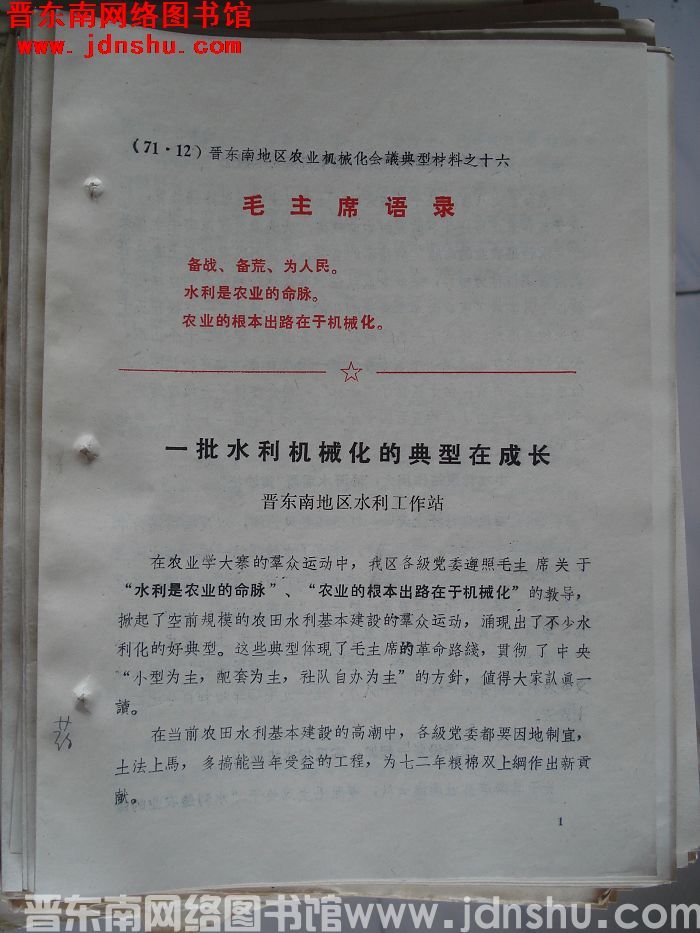 晋东南网络图书馆
www.jdnshu.com
（71·12）晋东南地区农业机械化会議典型材料之十六
毛主席语录
备战、备荒、为人民。
水利是农业的命脉。
农业的根本出路在于机械化。
一批水利机械化的典型在成长
晋东南地区水利工作站
在农业学大寨的羣众运动中，我区各級党委遵照毛主席关于
“水利是农业的命脉”、“农业的根本出路在于机械化”的教导，
掀起了空前規模的农田水利基本建設的羣众运动，涌現出了不少水
利化的好典型。这些典型体現了毛主席的革命路綫，貫彻了中央
“小型为主，配套为主，社队自办为主”的方針，値得大家訙眞一
讀。
在当前农田水利基本建設的高潮中，各級党委都要因地制宜，
土法上馬，多搞能当年受益的工程，为七二年粮棉双上綱作出新貢
献。
1
晋东南网络图书馆www.jdnshu.com